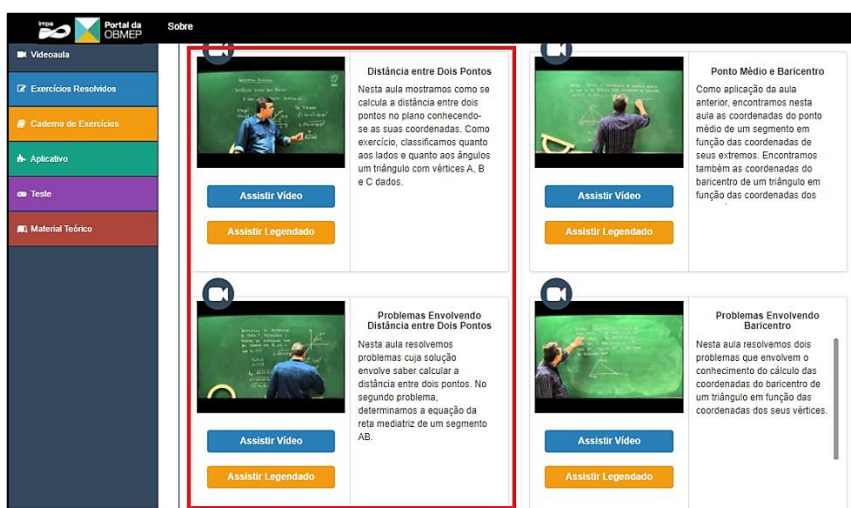 impa
Portal da
OBMEP
Sobre
Videoaula
Exercícios Resolvidos
Caderno de Exercícios
Aplicativo
Teste
Material Teórico
Distância entre Dois Pontos
Nesta aula mostramos como se
calcula a distância entre dois
pontos no plano conhecendo-
se as suas coordenadas. Como
exercício, classificamos quanto
aos lados e quanto aos ângulos
um triângulo com vértices A, B
e C dados.
Assistir Vídeo
Assistir Legendado
Ponto Médio e Baricentro
Como aplicação da aula
anterior, encontramos nesta
aula as coordenadas do ponto
médio de um segmento em
função das coordenadas de
seus extremos. Encontramos
também as coordenadas do
baricentro de um triângulo em
função das coordenadas dos
Assistir Vídeo
Assistir Legendado
Problemas Envolvendo
Distância entre Dois Pontos
Nesta aula resolvemos
problemas cuja solução
envolve saber calcular a
distância entre dois pontos. No
segundo problema,
determinamos a equação da
reta mediatriz de um segmento
AB.
Assistir Vídeo
Assistir Legendado
Problemas Envolvendo
Baricentro
Nesta aula resolvemos dois
problemas que envolvem o
conhecimento do cálculo das
coordenadas do baricentro de
um triângulo em função das
coordenadas dos seus vértices.
Assistir Vídeo
Assistir Legendado